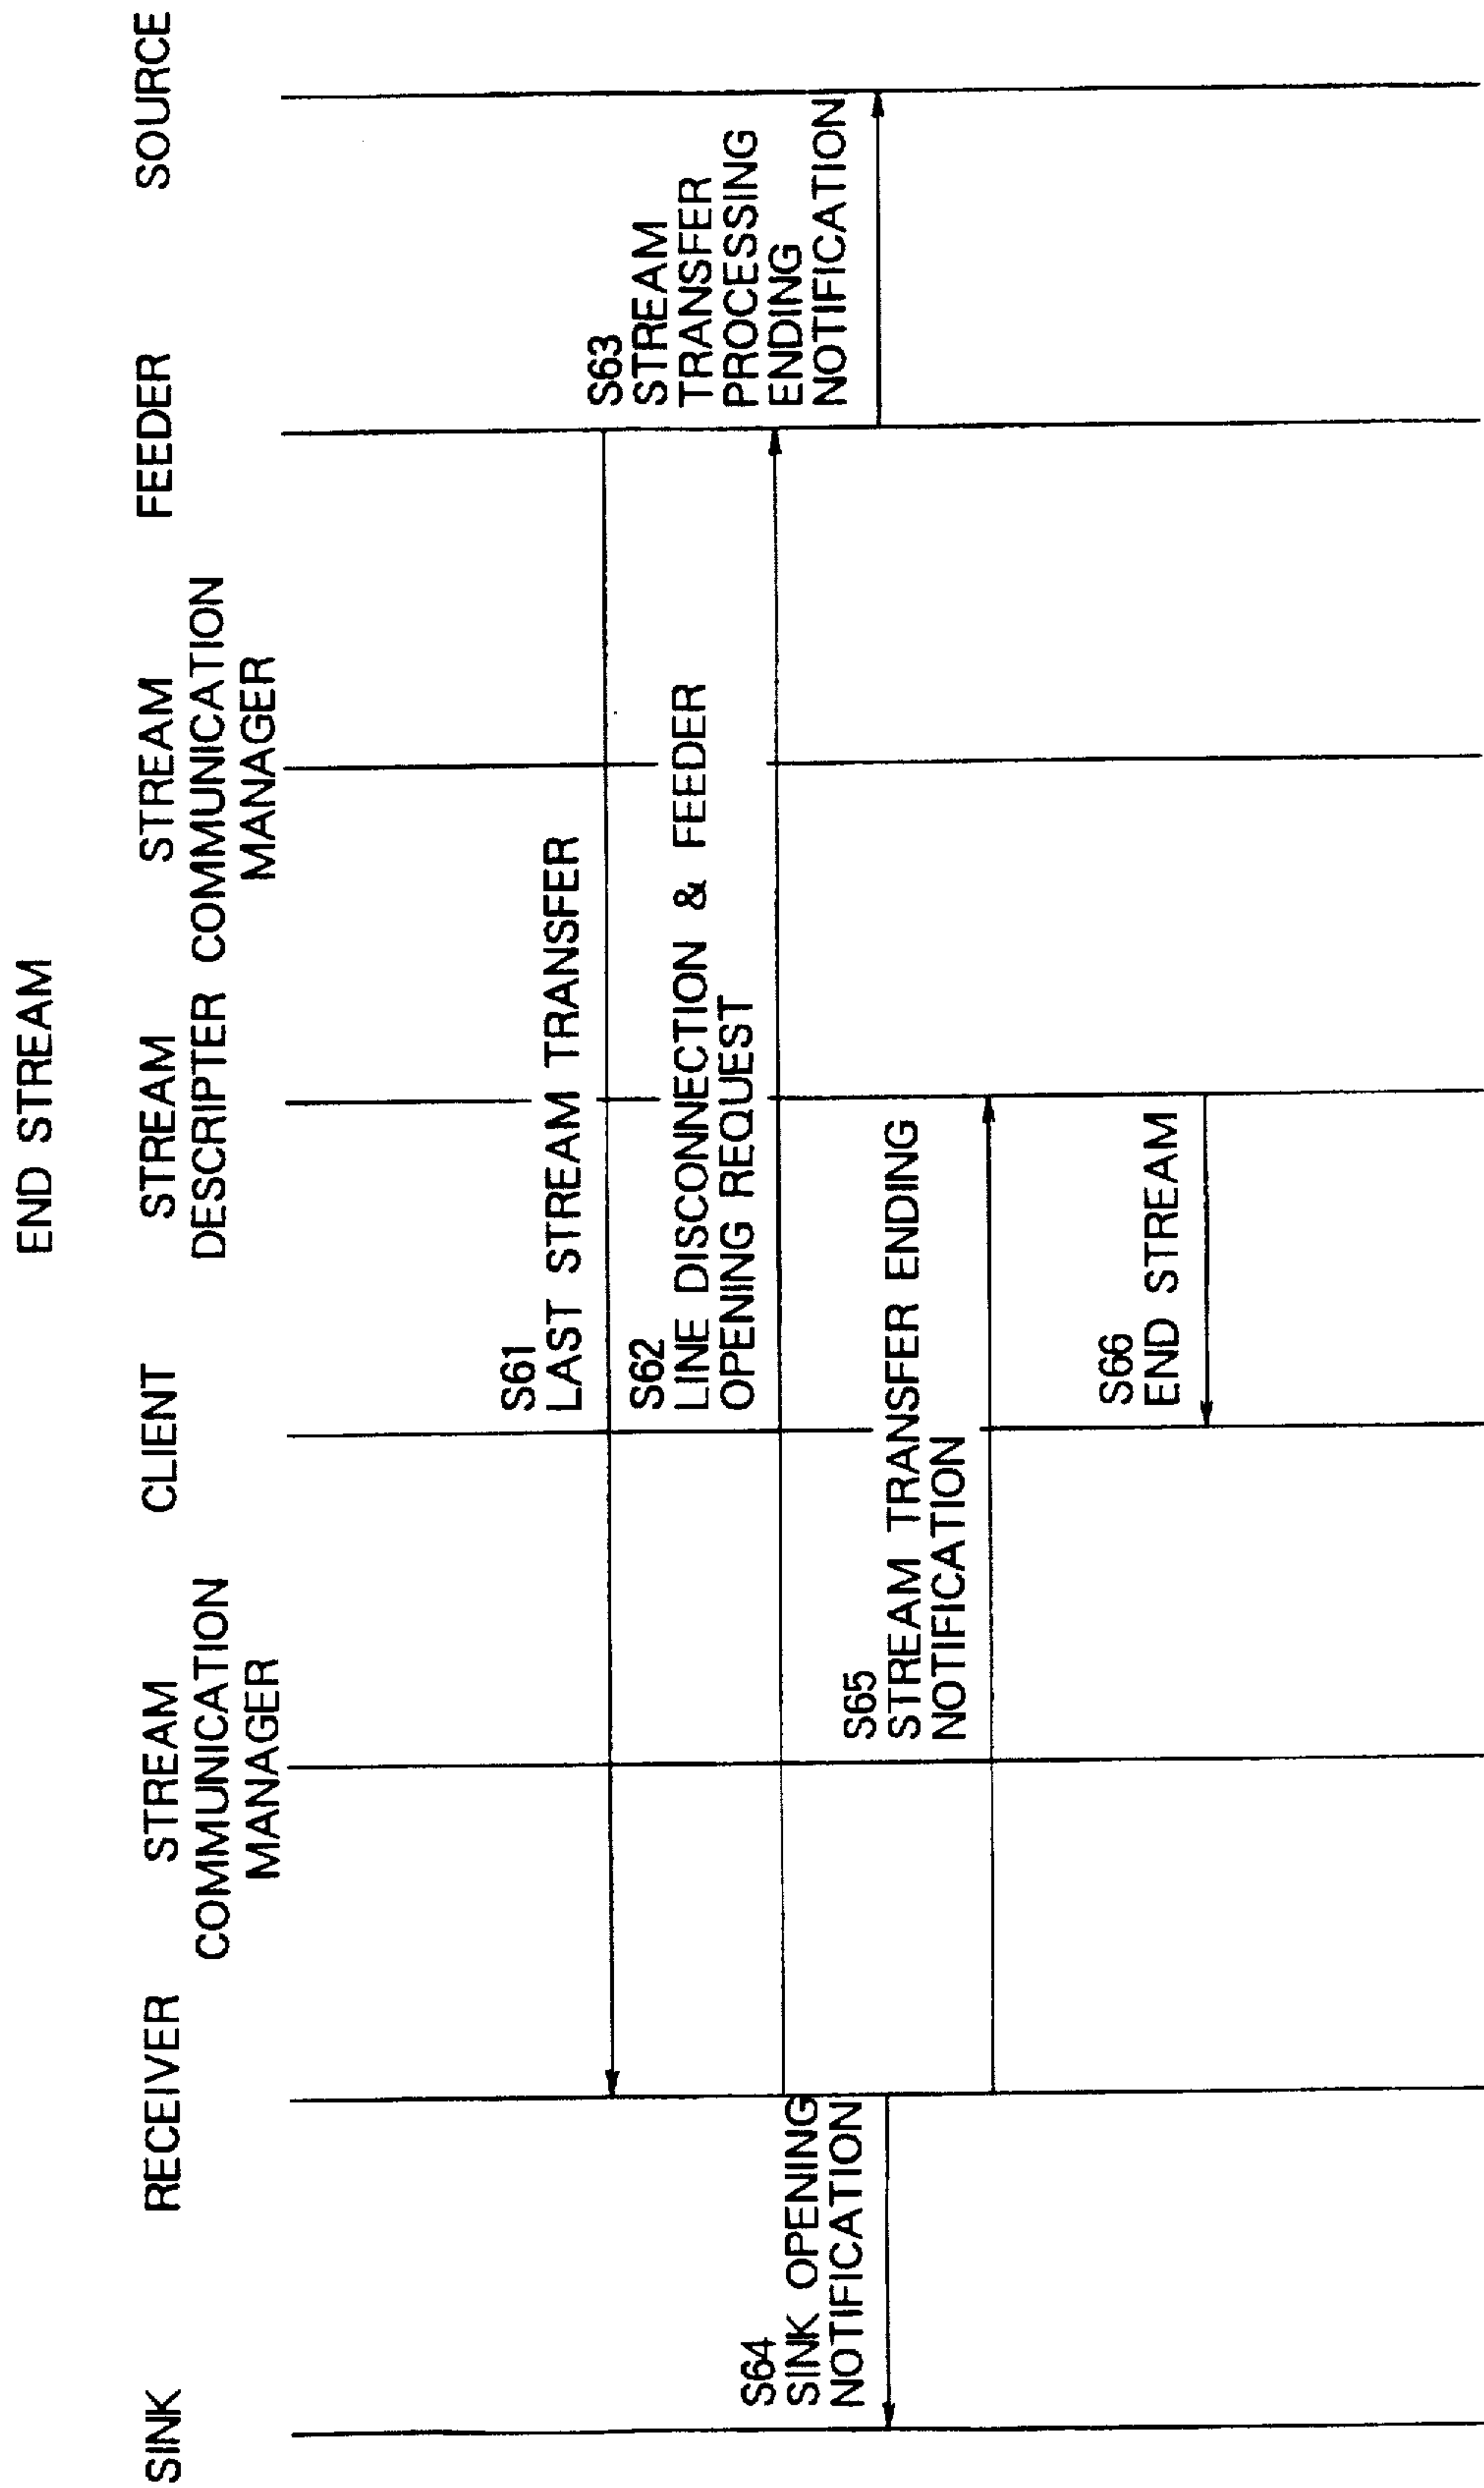 END STREAM
SINK
RECEIVER
STREAM
COMMUNICATION
MANAGER
CLIENT
STREAM
DESCRIPTER
STREAM
COMMUNICATION
MANAGER
FEEDER
SOURCE
S61
LAST STREAM TRANSFER
S62
LINE DISCONNECTION & FEEDER
OPENING REQUEST
S63
STREAM
TRANSFER
PROCESSING
ENDING
NOTIFICATION
S64
SINK OPENING
NOTIFICATION
S65
STREAM TRANSFER ENDING
NOTIFICATION
S66
END STREAM